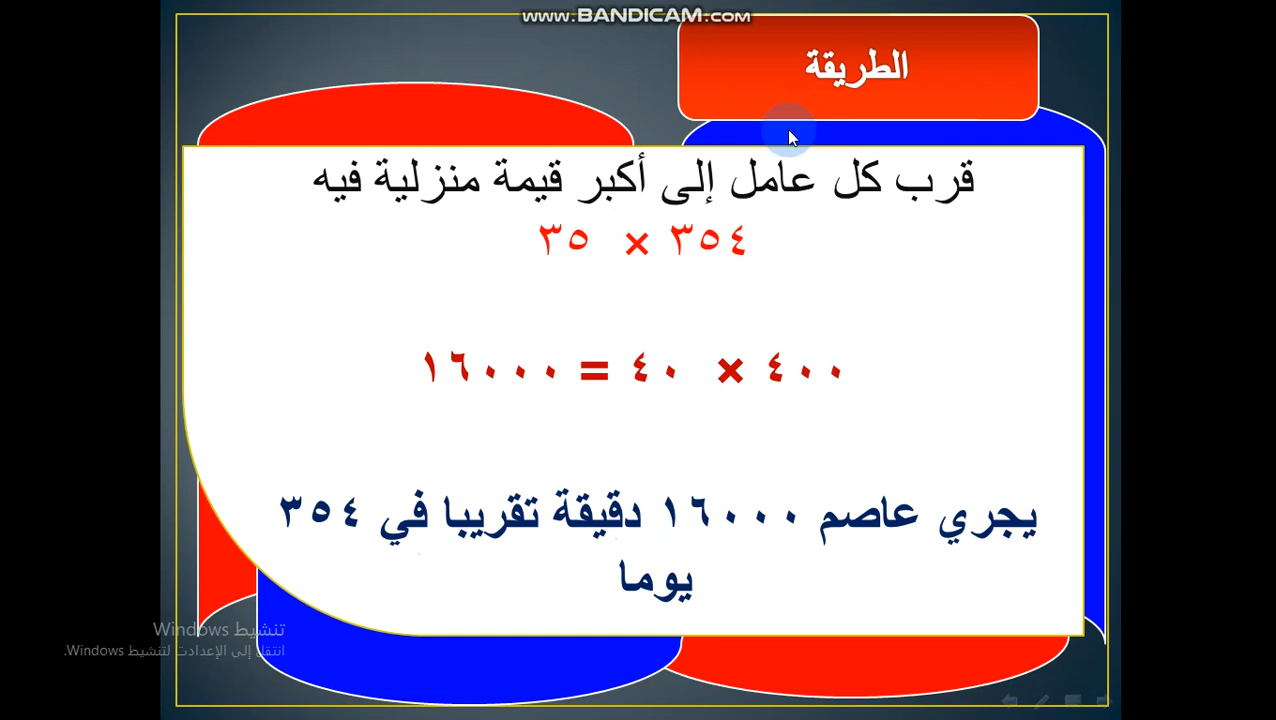 WWW.BANDICAM.COM
الطريقة
قرب كل عامل إلى أكبر قيمة منزلية فيه
٣٥٤ × ٣٥
٤٠٠ × ٤٠ = ١٦٠٠٠
يجري عاصم ١٦٠٠٠ دقيقة تقريبا في ٣٥٤
يوما
تنشيط Windows
انتقل إلى الإعدادت لتنشيط Windows.